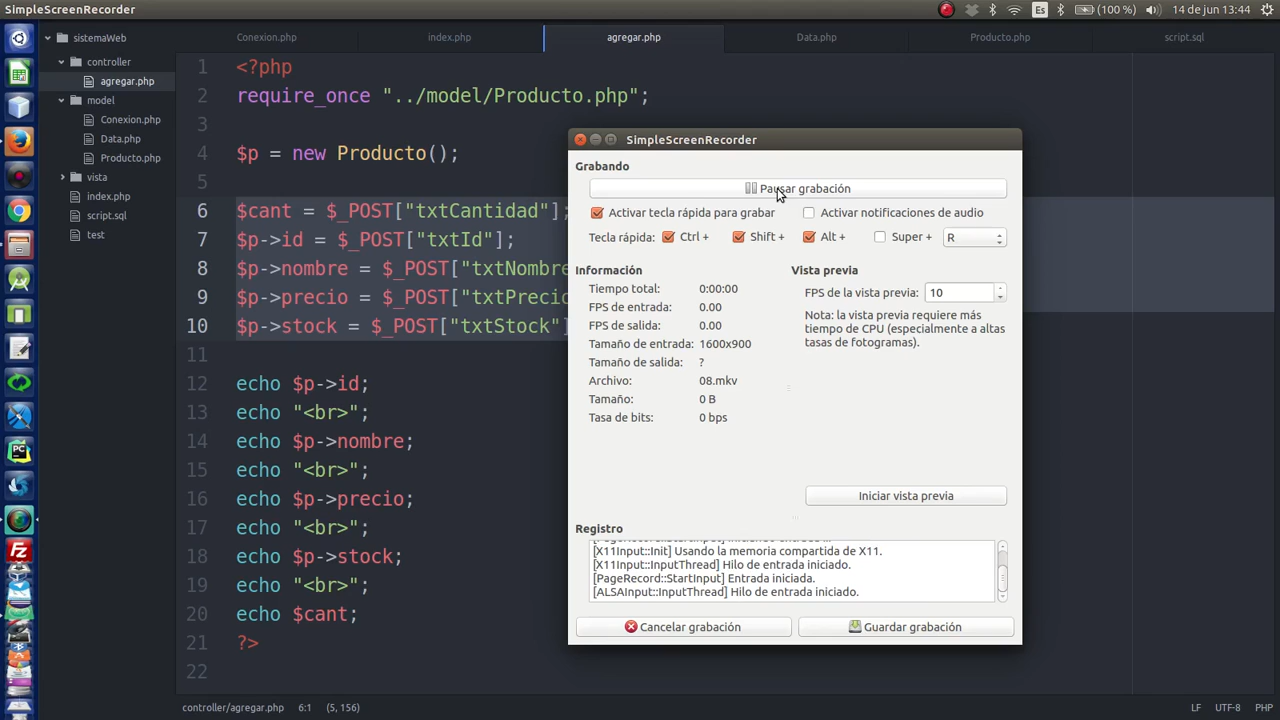 SimpleScreenRecorder
Es
(100 %)
14 de jun 13:44
sistemaWeb
controller
agregar.php
model
Conexion.php
Data.php
Producto.php
vista
index.php
script.sql
test
Conexion.php
index.php
agregar.php
Data.php
Producto.php
script.sql
1 <?php
2 require_once "../model/Producto.php";
3
4 $p = new Producto();
5
6 $cant = $_POST["txtCantidad"];
7 $p->id = $_POST["txtId"];
8 $p->nombre = $_POST["txtNombre
9 $p->precio = $_POST["txtPrecio
10 $p->stock = $_POST["txtStock"]
11
12 echo $p->id;
13 echo "<br>";
14 echo $p->nombre;
15 echo "<br>";
16 echo $p->precio;
17 echo "<br>";
18 echo $p->stock;
19 echo "<br>";
20 echo $cant;
21 ?>
22
SimpleScreenRecorder
Grabando
Pausar grabación
Activar tecla rápida para grabar
Activar notificaciones de audio
Tecla rápida: Ctrl + Shift + Alt + Super + R
Información
Tiempo total: 0:00:00
FPS de entrada: 0.00
FPS de salida: 0.00
Tamaño de entrada: 1600x900
Tamaño de salida: ?
Archivo: 08.mkv
Tamaño: 0 B
Tasa de bits: 0 bps
Vista previa
FPS de la vista previa: 10
Nota: la vista previa requiere más
tiempo de CPU (especialmente a altas
tasas de fotogramas).
Iniciar vista previa
Registro
[X11Input::Init] Usando la memoria compartida de X11.
[X11Input::InputThread] Hilo de entrada iniciado.
[PageRecord::StartInput] Entrada iniciada.
[ALSAInput::InputThread] Hilo de entrada iniciado.
Cancelar grabación
Guardar grabación
controller/agregar.php 6:1 (5, 156)
LF UTF-8 PHP